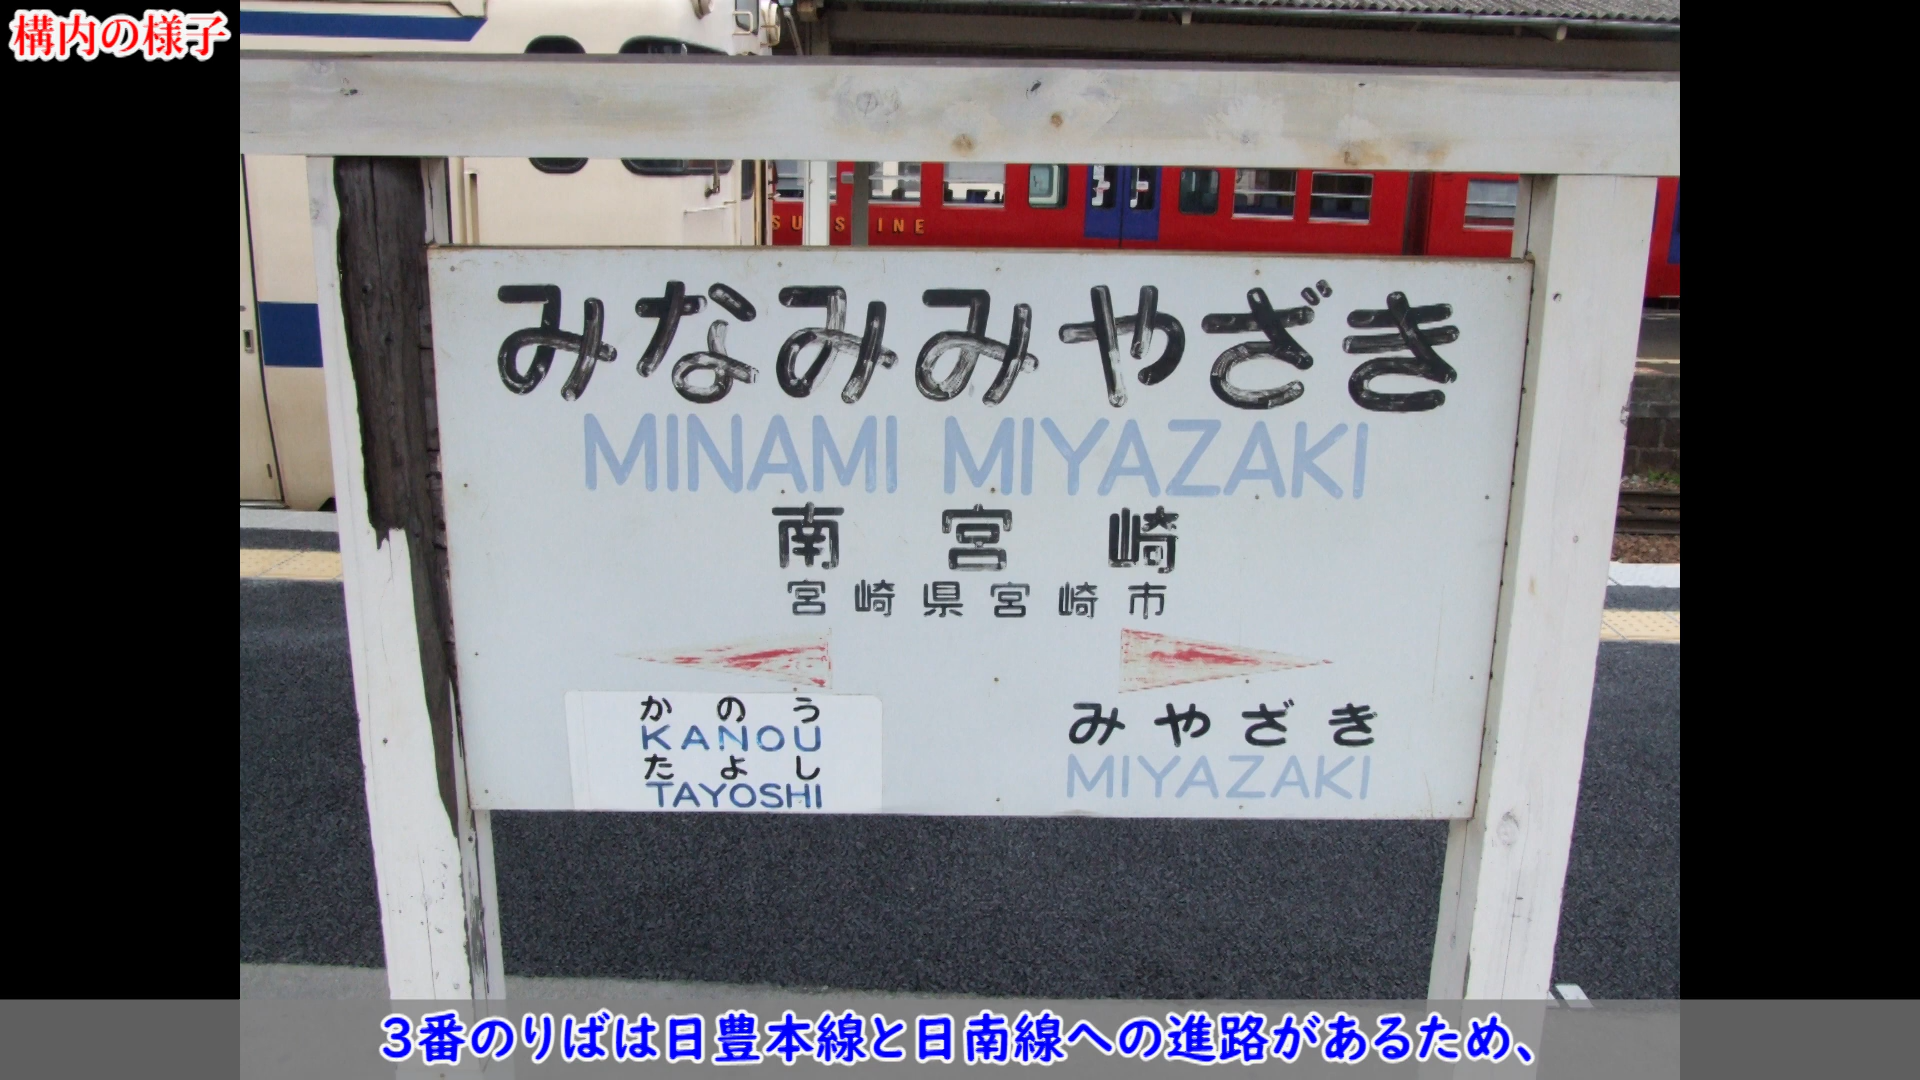 構内の様子
SUNSHINE
みなみみやざき
MINAMI MIYAZAKI
南宮崎
宮崎県宮崎市
かのう
KANOU
たよし
TAYOSHI
みやざき
MIYAZAKI
3番のりばは日豊本線と日南線への進路があるため、